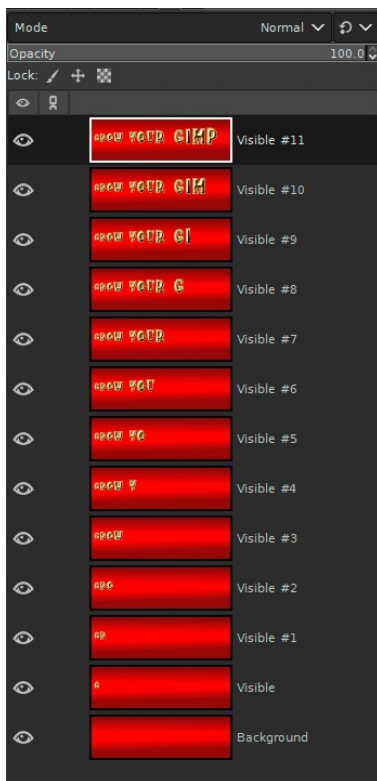 Mode Normal
Opacity 100.0
Lock:
GROW YOUR GIMP Visible #11
GROW YOUR GIM Visible #10
GROW YOUR GI Visible #9
GROW YOUR G Visible #8
GROW YOUR Visible #7
GROW YOU Visible #6
GROW YO Visible #5
GROW Y Visible #4
GROW Visible #3
GRO Visible #2
GR Visible #1
G Visible
Background